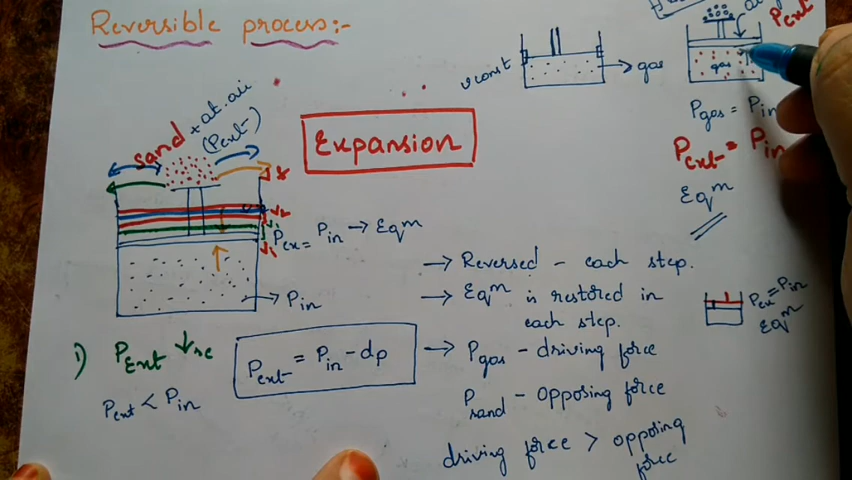 Reversible process:-
Pext
gas
v const
gas
Pgas = Pin
Pext = Pin
Eqm
Sand + at. air
(Pext)
Expansion
Pex = Pin → Eqm
→ Pin
→ Reversed - each step.
→ Eqm is restored in
each step.
Pex = Pin
Eqm
1) PExt ↓se
Pext = Pin - dp
→ Pgas - driving force
Pext < Pin
Psand - Opposing force
driving force > opposing
force